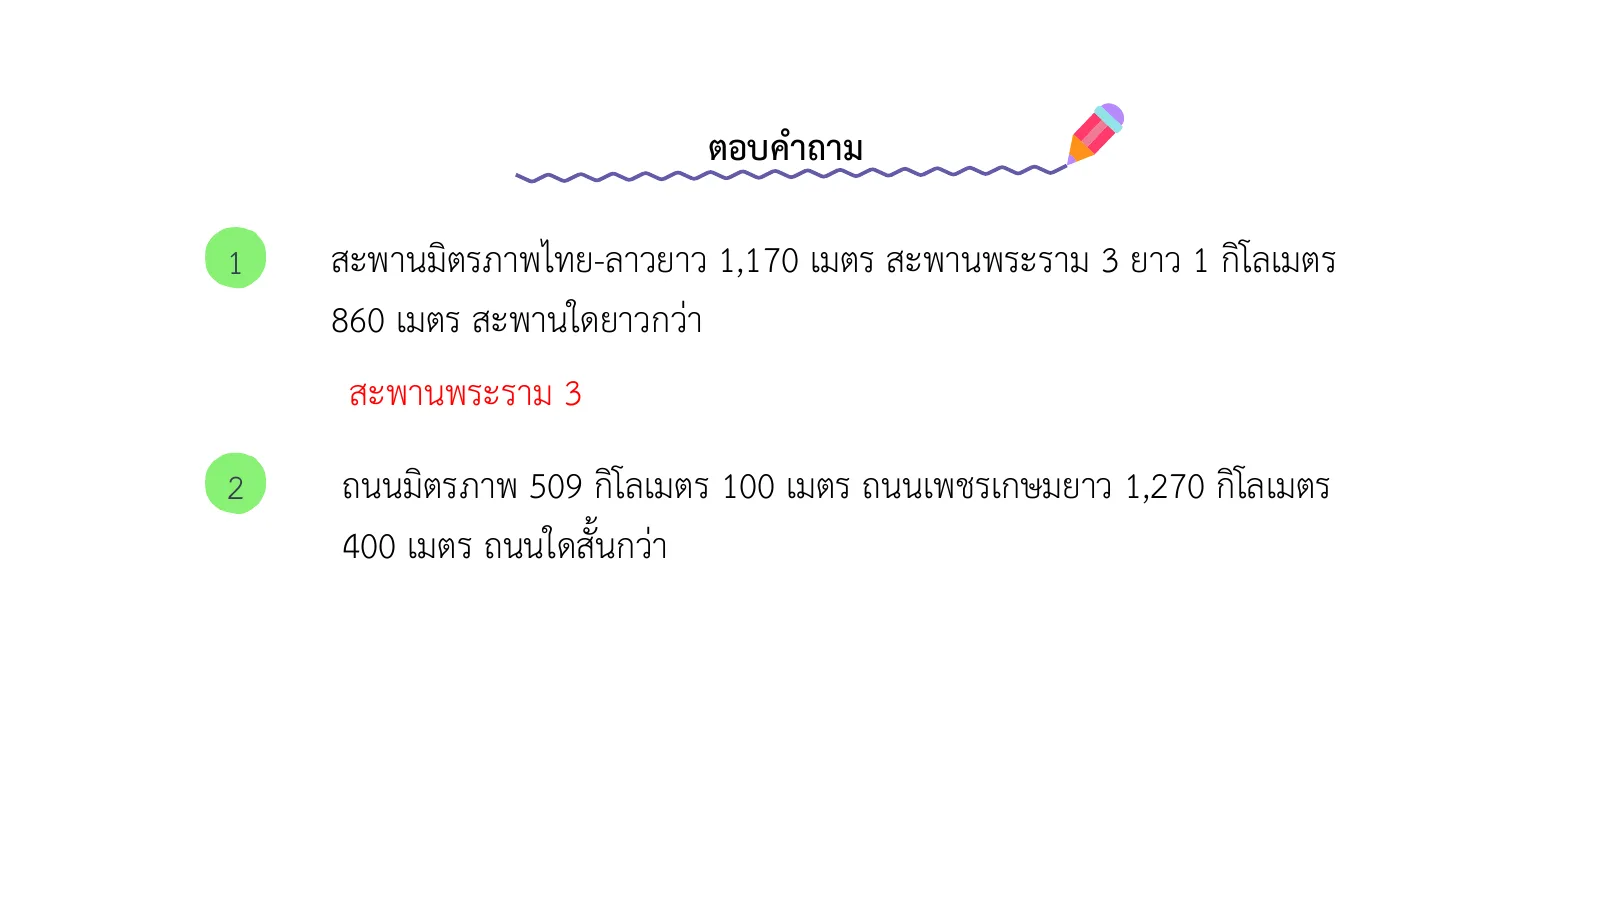 ตอบคำถาม
1
สะพานมิตรภาพไทย-ลาวยาว 1,170 เมตร สะพานพระราม 3 ยาว 1 กิโลเมตร
860 เมตร สะพานใดยาวกว่า
สะพานพระราม 3
2
ถนนมิตรภาพ 509 กิโลเมตร 100 เมตร ถนนเพชรเกษมยาว 1,270 กิโลเมตร
400 เมตร ถนนใดสั้นกว่า